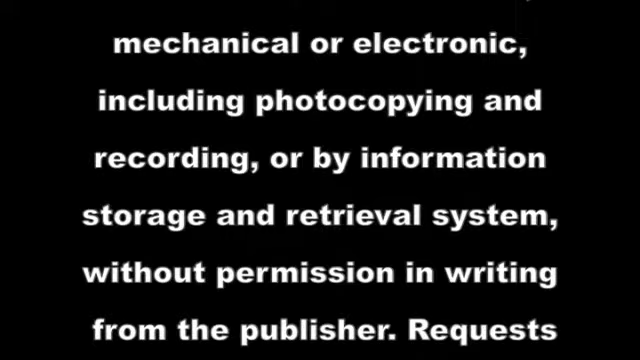 mechanical or electronic,
including photocopying and
recording, or by information
storage and retrieval system,
without permission in writing
from the publisher. Requests